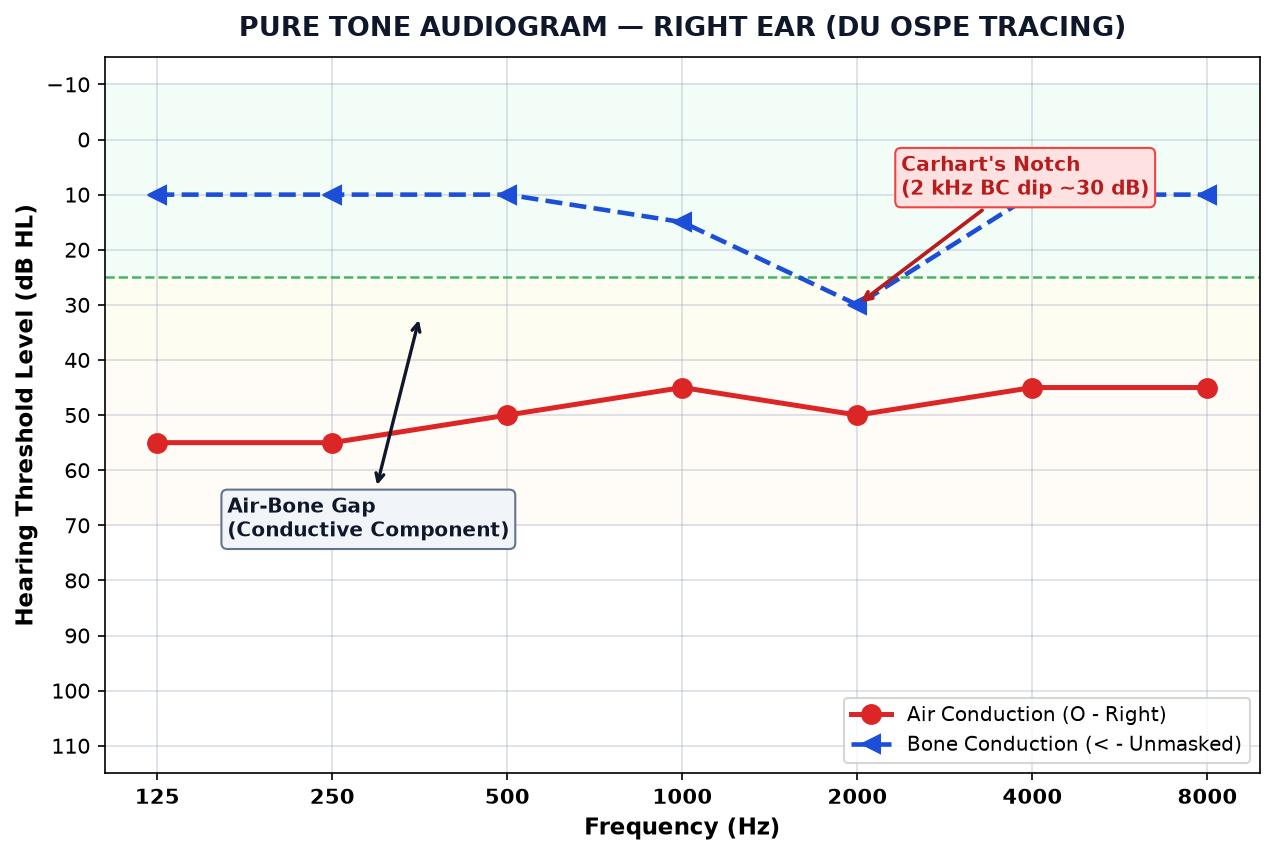 PURE TONE AUDIOGRAM — RIGHT EAR (DU OSPE TRACING)
Hearing Threshold Level (dB HL)
−10
0
10
20
30
40
50
60
70
80
90
100
110
Carhart's Notch
(2 kHz BC dip ~30 dB)
Air-Bone Gap
(Conductive Component)
Air Conduction (O - Right)
Bone Conduction (< - Unmasked)
125 250 500 1000 2000 4000 8000
Frequency (Hz)